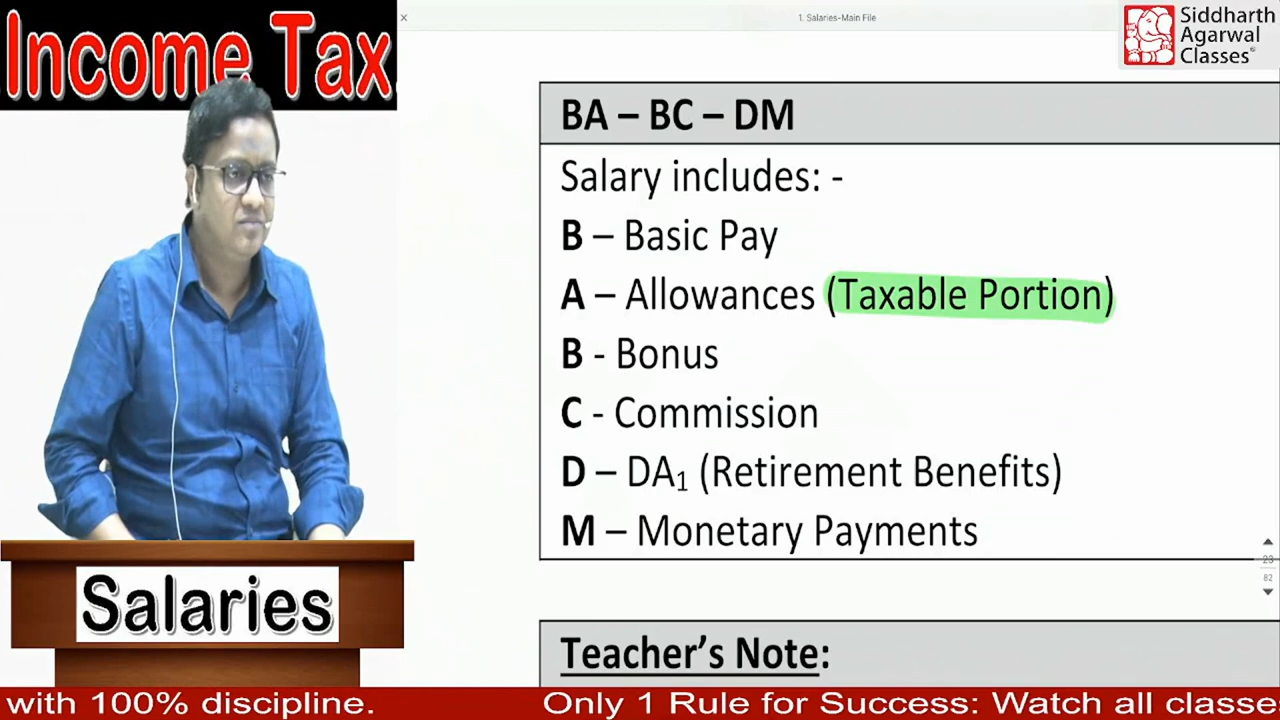 Income Tax
×
1. Salaries-Main File
Siddharth
Agarwal
Classes®
BA – BC – DM
Salary includes: -
B – Basic Pay
A – Allowances (Taxable Portion)
B - Bonus
C - Commission
D – DA₁ (Retirement Benefits)
M – Monetary Payments
23
82
Salaries
Teacher's Note:
with 100% discipline. Only 1 Rule for Success: Watch all classe